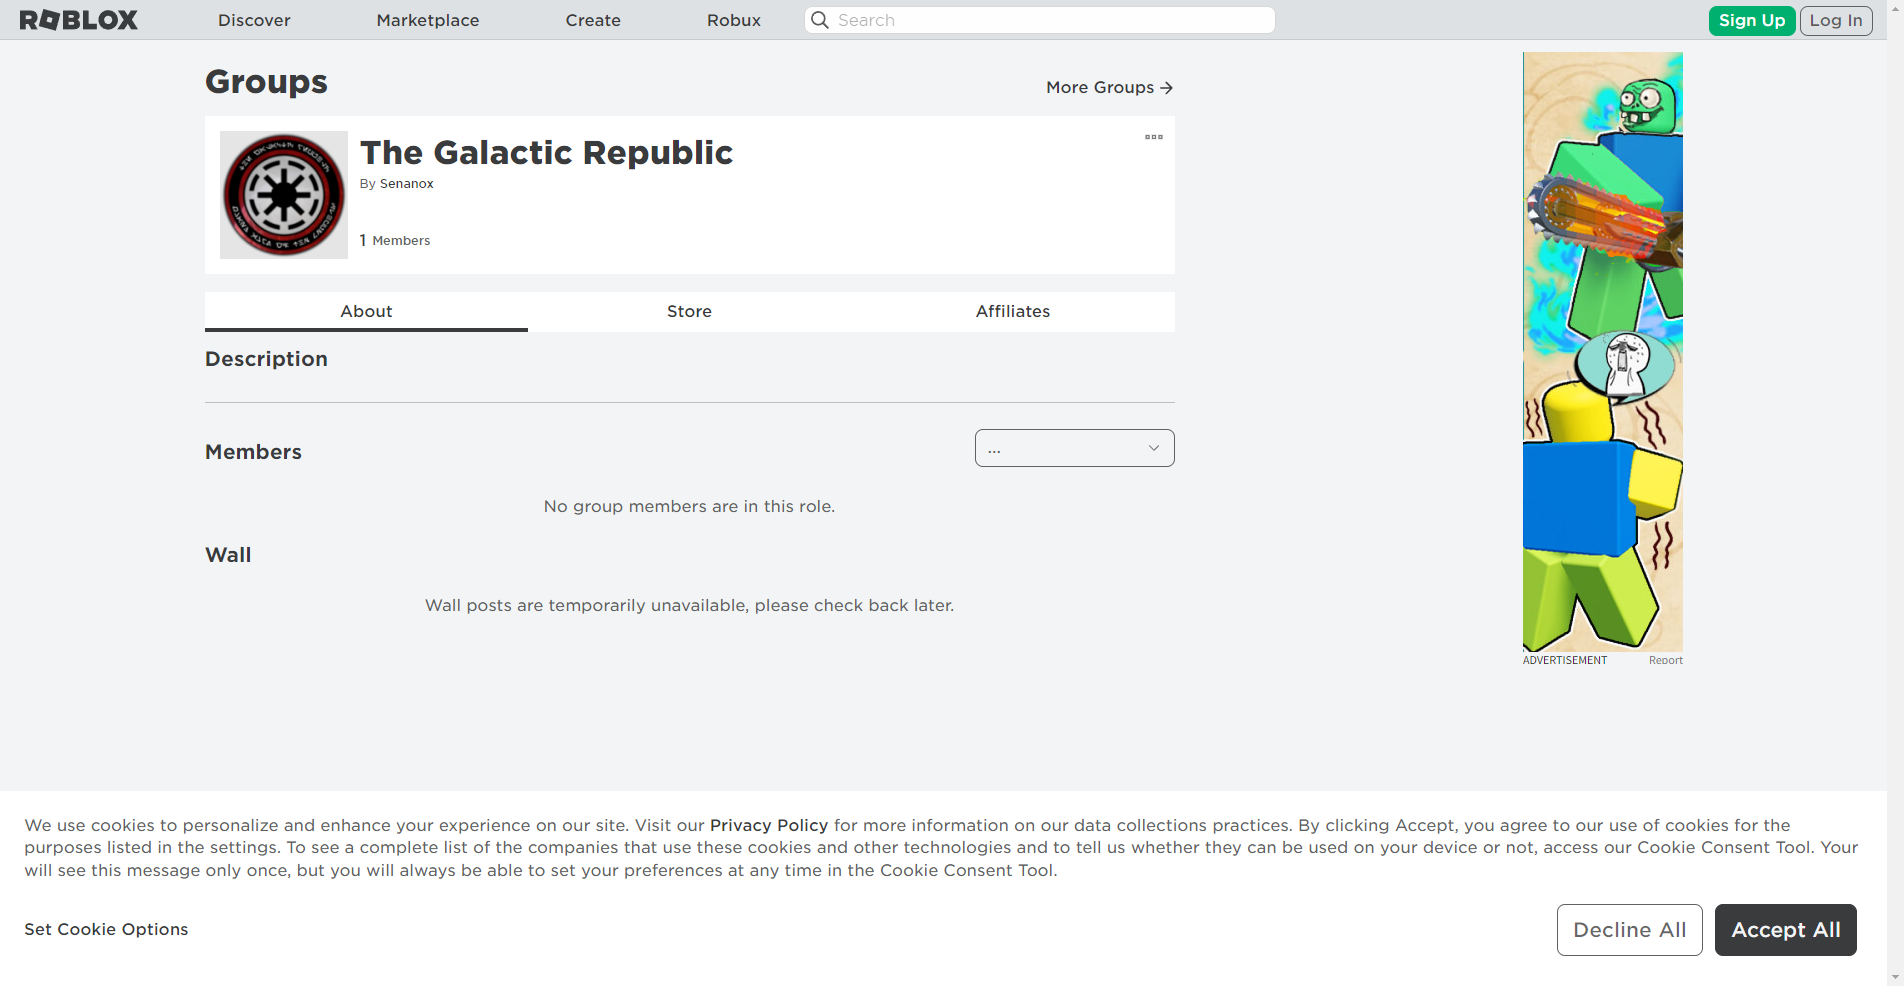 ROBLOX
Discover
Marketplace
Create
Robux
Search
Sign Up
Log In
Groups
More Groups
The Galactic Republic
By Senanox
1 Members
About
Store
Affiliates
Description
Members
...
No group members are in this role.
Wall
Wall posts are temporarily unavailable, please check back later.
ADVERTISEMENT
Report
We use cookies to personalize and enhance your experience on our site. Visit our Privacy Policy for more information on our data collections practices. By clicking Accept, you agree to our use of cookies for the
purposes listed in the settings. To see a complete list of the companies that use these cookies and other technologies and to tell us whether they can be used on your device or not, access our Cookie Consent Tool. Your
will see this message only once, but you will always be able to set your preferences at any time in the Cookie Consent Tool.
Set Cookie Options
Decline All
Accept All